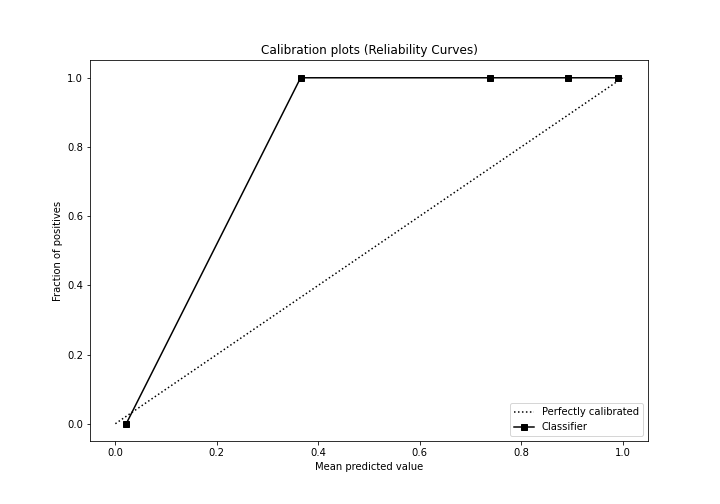 Calibration plots (Reliability Curves)
1.0
0.8
0.6
0.4
0.2
0.0
Fraction of positives
Perfectly calibrated
Classifier
0.0 0.2 0.4 0.6 0.8 1.0
Mean predicted value